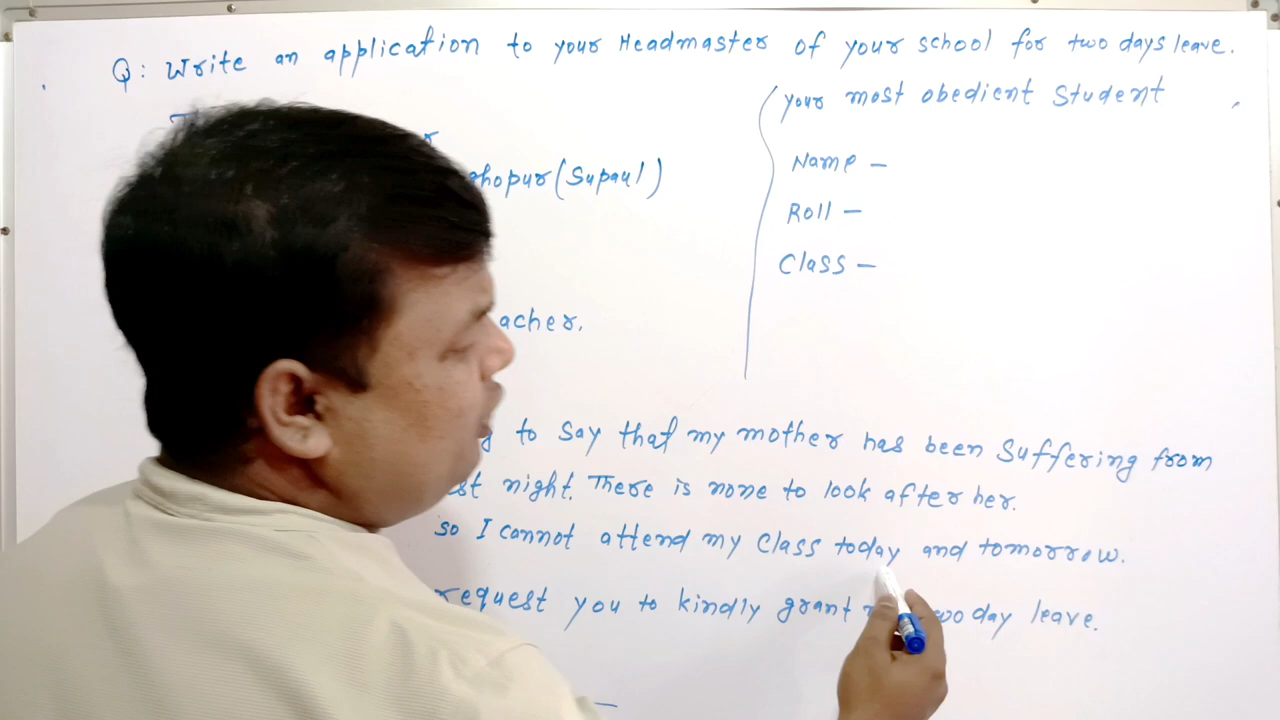 Q: Write an application to your Headmaster of your school for two days leave.
(Supaul)
acher.
to say that my mother has been suffering from
night. There is none to look after her.
so I cannot attend my class today and tomorrow.
request you to kindly grant two day leave.
your most obedient student
Name -
Roll -
Class -